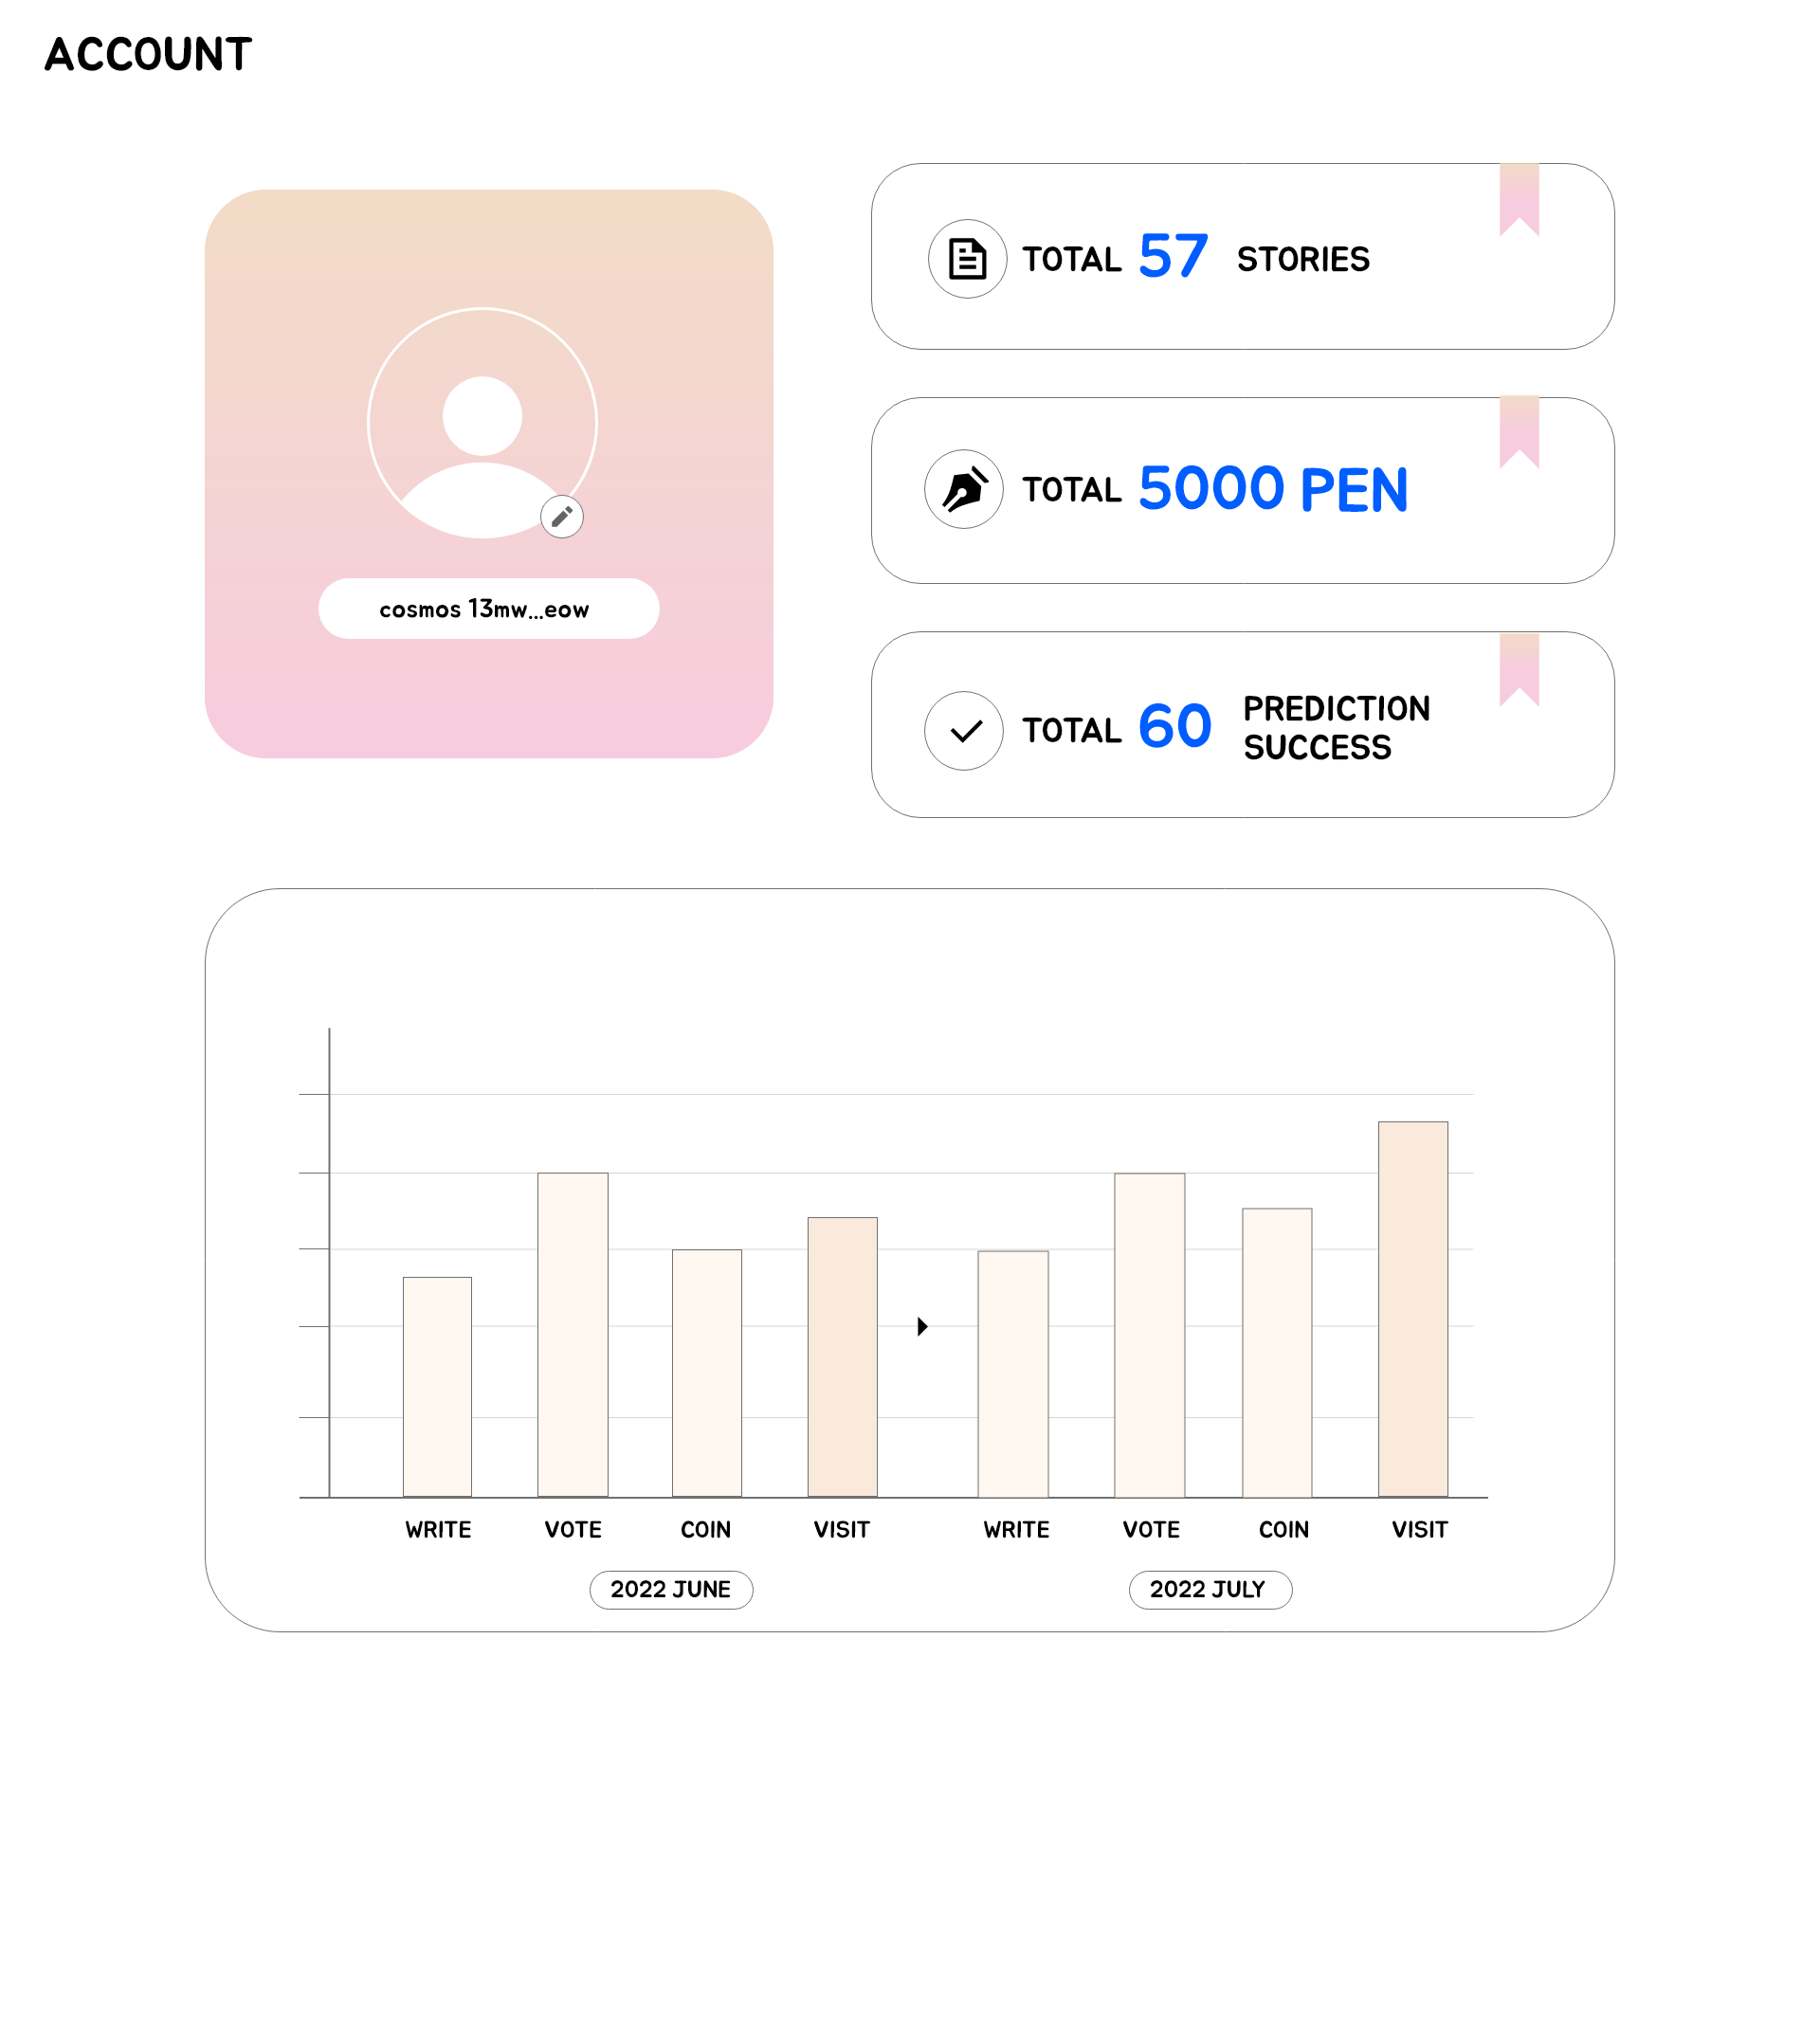 ACCOUNT
cosmos 13mw...eow
TOTAL 57 STORIES
TOTAL 5000 PEN
TOTAL 60 PREDICTION
SUCCESS
WRITE VOTE COIN VISIT WRITE VOTE COIN VISIT
2022 JUNE 2022 JULY